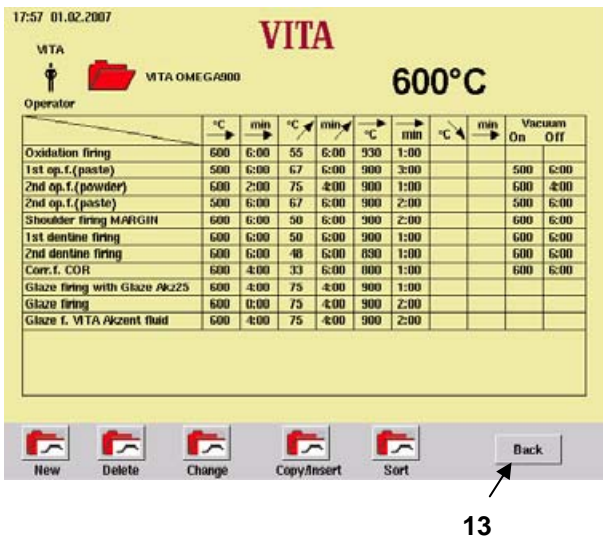 17:57 01.02.2007
VITA
VITA
VITA OMEGA900
600°C
Operator
°C min °C min °C min °C min Vacuum
On Off
Oxidation firing 600 6:00 55 6:00 930 1:00
1st op.f.(paste) 500 6:00 67 6:00 900 3:00 500 6:00
2nd op.f.(powder) 600 2:00 75 4:00 900 1:00 600 4:00
2nd op.f.(paste) 500 6:00 67 6:00 900 2:00 500 6:00
Shoulder firing MARGIN 600 6:00 50 6:00 900 2:00 600 6:00
1st dentine firing 600 6:00 50 6:00 900 1:00 600 6:00
2nd dentine firing 600 6:00 48 6:00 890 1:00 600 6:00
Corr.f. COR 600 4:00 33 6:00 800 1:00 600 6:00
Glaze firing with Glaze Akz25 600 4:00 75 4:00 900 1:00
Glaze firing 600 0:00 75 4:00 900 2:00
Glaze f. VITA Akzent fluid 600 4:00 75 4:00 900 2:00
New Delete Change Copy/Insert Sort Back
13